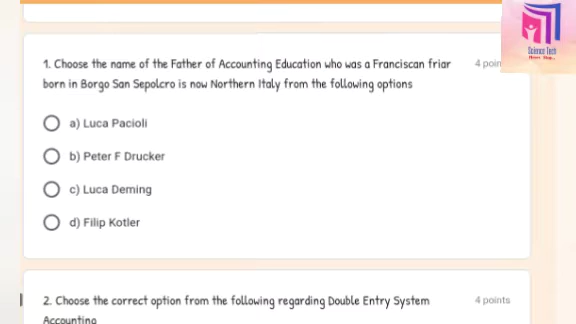 1. Choose the name of the Father of Accounting Education who was a Franciscan friar
4 poin
born in Borgo San Sepolcro is now Northern Italy from the following options
a) Luca Pacioli
b) Peter F Drucker
c) Luca Deming
d) Filip Kotler
2. Choose the correct option from the following regarding Double Entry System
4 points
Accounting
Science Tech